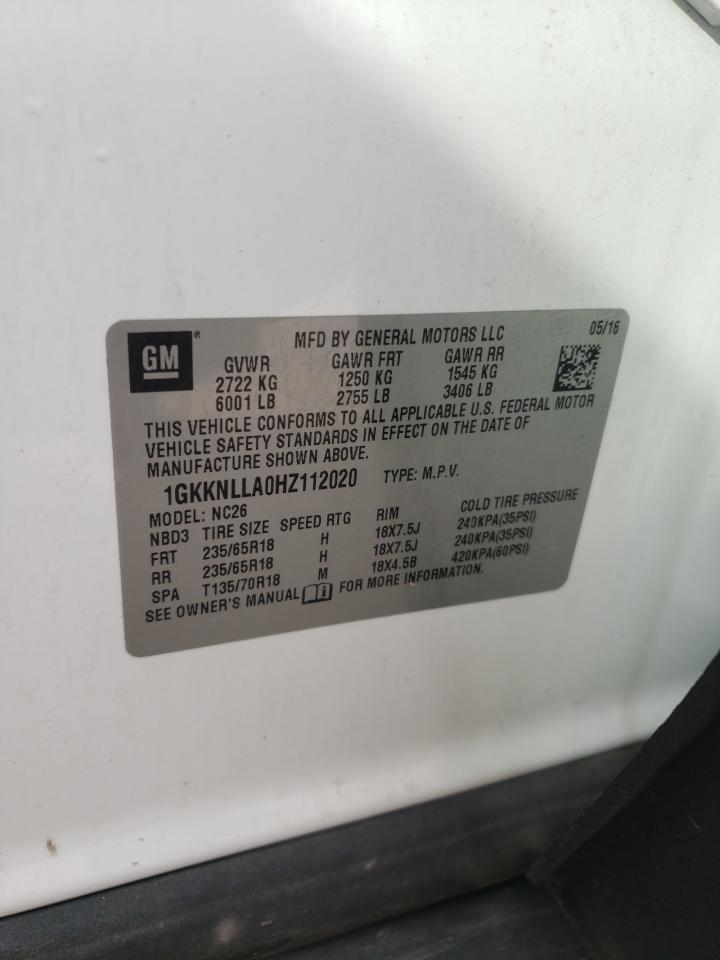 GM ®
MFD BY GENERAL MOTORS LLC 05/16
GVWR GAWR FRT GAWR RR
2722 KG 1250 KG 1545 KG
6001 LB 2755 LB 3406 LB
THIS VEHICLE CONFORMS TO ALL APPLICABLE U.S. FEDERAL MOTOR
VEHICLE SAFETY STANDARDS IN EFFECT ON THE DATE OF
MANUFACTURE SHOWN ABOVE.
1GKKNLLA0HZ112020 TYPE: M.P.V.
MODEL: NC26
NBD3 TIRE SIZE SPEED RTG RIM COLD TIRE PRESSURE
FRT 235/65R18 H 18X7.5J 240KPA(35PSI)
RR 235/65R18 H 18X7.5J 240KPA(35PSI)
SPA T135/70R18 M 18X4.5B 420KPA(60PSI)
SEE OWNER'S MANUAL FOR MORE INFORMATION.